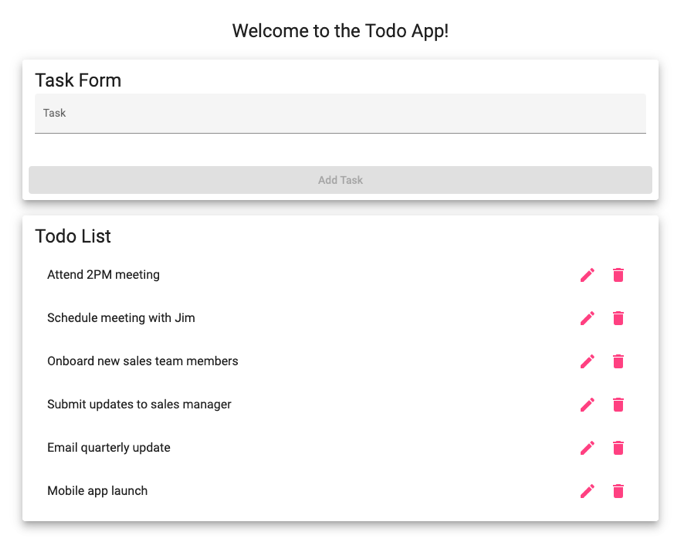 Welcome to the Todo App!
Task Form
Task
Add Task
Todo List
Attend 2PM meeting
Schedule meeting with Jim
Onboard new sales team members
Submit updates to sales manager
Email quarterly update
Mobile app launch